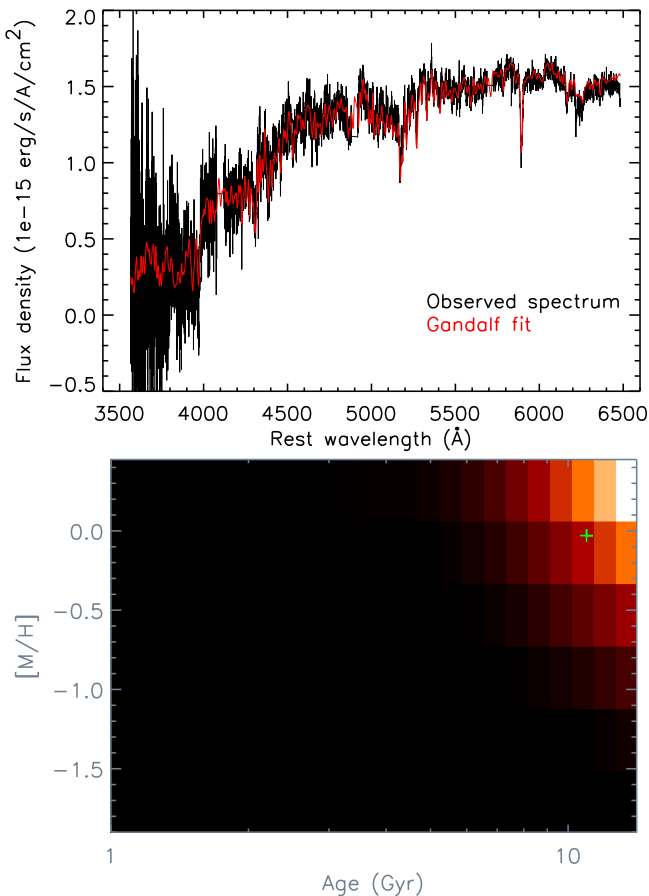 2.0
1.5
1.0
0.5
0.0
−0.5
Flux density (1e−15 erg/s/A/cm²)
Observed spectrum
Gandalf fit
3500 4000 4500 5000 5500 6000 6500
Rest wavelength (Å)
0.0
−0.5
−1.0
−1.5
[M/H]
1 10
Age (Gyr)